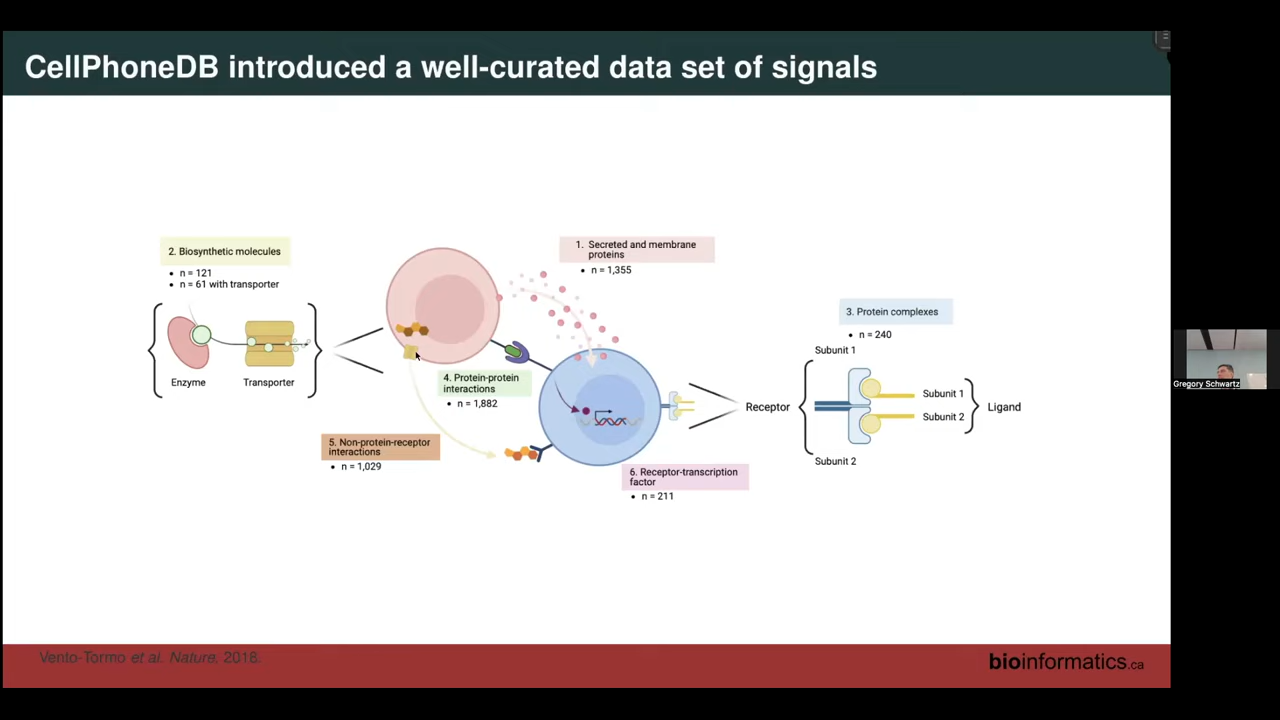 CellPhoneDB introduced a well-curated data set of signals
2. Biosynthetic molecules
• n = 121
• n = 61 with transporter
Enzyme
Transporter
1. Secreted and membrane
proteins
• n = 1,355
4. Protein-protein
interactions
• n = 1,882
5. Non-protein-receptor
interactions
• n = 1,029
6. Receptor-transcription
factor
• n = 211
3. Protein complexes
• n = 240
Subunit 1
Receptor
Subunit 1
Subunit 2
Ligand
Subunit 2
Gregory Schwartz
Vento-Tormo et al. Nature. 2018.
bioinformatics.ca